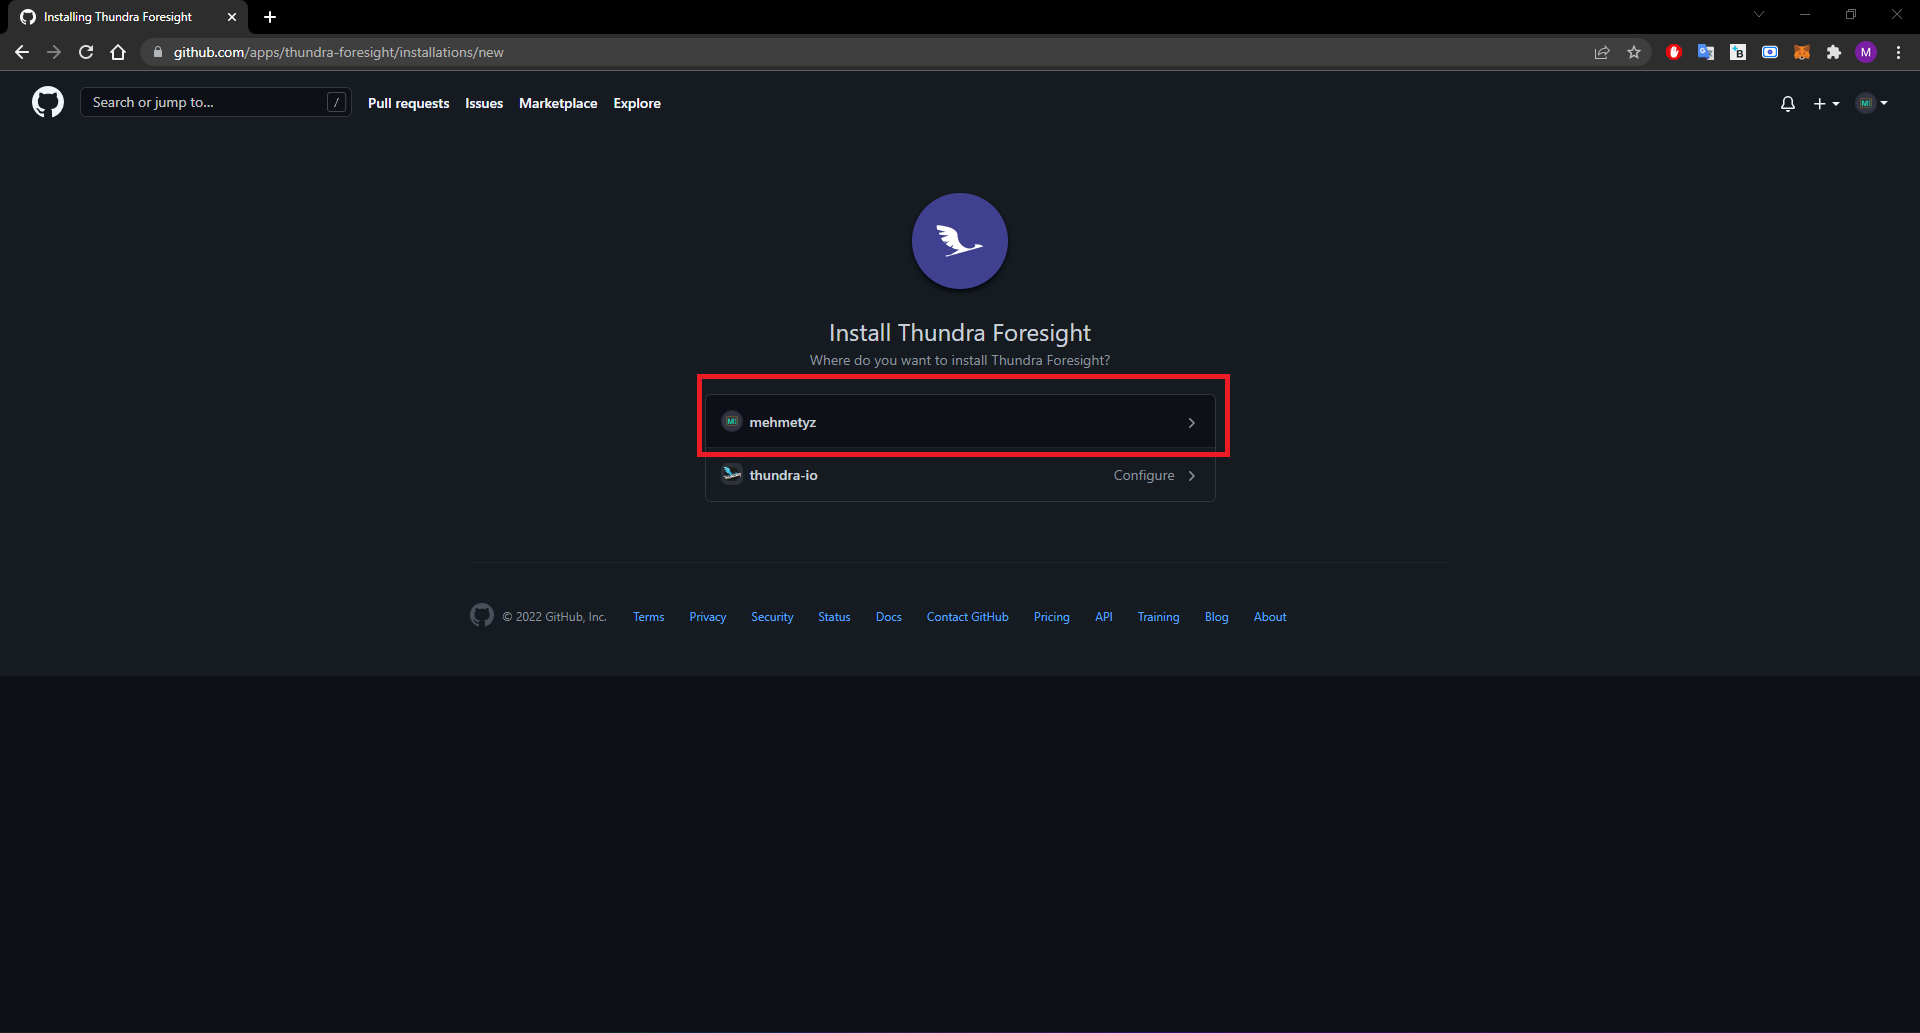 Installing Thundra Foresight
github.com/apps/thundra-foresight/installations/new
M
Search or jump to... /
Pull requests Issues Marketplace Explore
Install Thundra Foresight
Where do you want to install Thundra Foresight?
mehmetyz
thundra-io Configure
© 2022 GitHub, Inc. Terms Privacy Security Status Docs Contact GitHub Pricing API Training Blog About